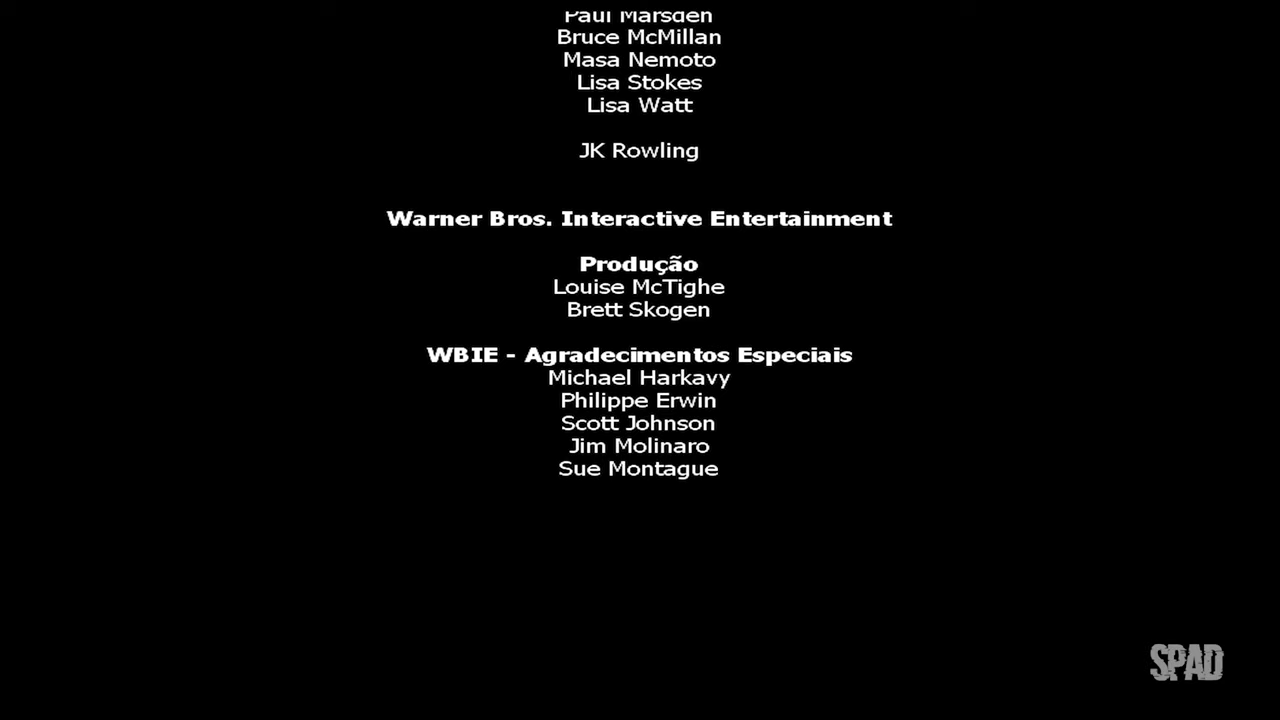 Paul Marsden
Bruce McMillan
Masa Nemoto
Lisa Stokes
Lisa Watt
JK Rowling
Warner Bros. Interactive Entertainment
Produção
Louise McTighe
Brett Skogen
WBIE - Agradecimentos Especiais
Michael Harkavy
Philippe Erwin
Scott Johnson
Jim Molinaro
Sue Montague
SPAD